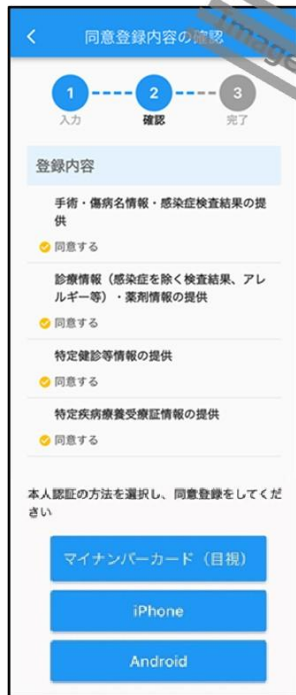 同意登録内容の確認
Image
1 2 3
入力 確認 完了
登録内容
手術・傷病名情報・感染症検査結果の提
供
同意する
診療情報（感染症を除く検査結果、アレ
ルギー等）・薬剤情報の提供
同意する
特定健診等情報の提供
同意する
特定疾病療養受療証情報の提供
同意する
本人認証の方法を選択し、同意登録をしてくだ
さい
マイナンバーカード（目視）
iPhone
Android